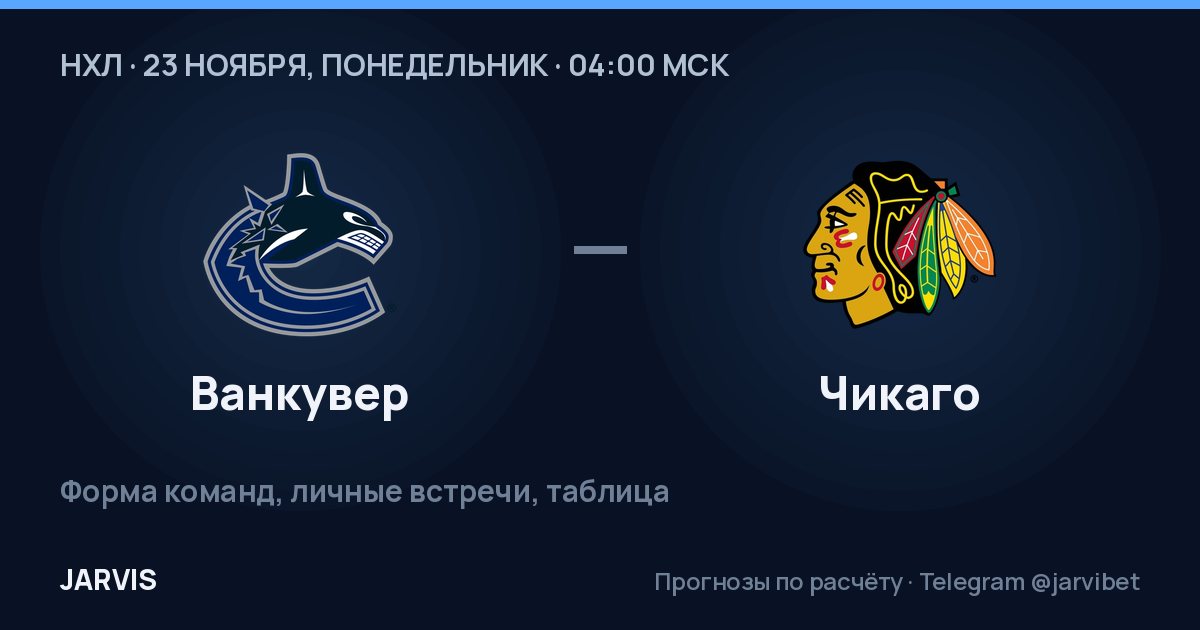 НХЛ · 23 НОЯБРЯ, ПОНЕДЕЛЬНИК · 04:00 МСК
—
Ванкувер
Чикаго
Форма команд, личные встречи, таблица
JARVIS
Прогнозы по расчёту · Telegram @jarvibet